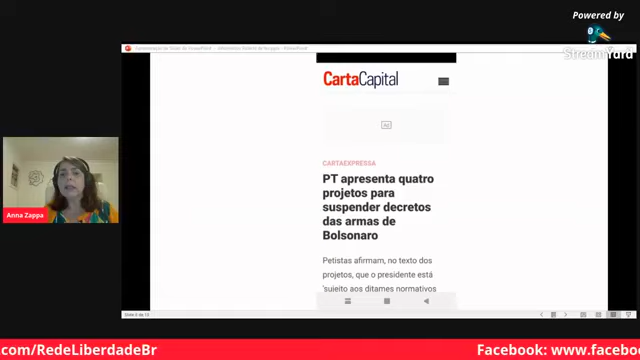 Powered by
StreamYard
CartaCapital
Ad
CARTAEXPRESSA
PT apresenta quatro
projetos para
suspender decretos
das armas de
Bolsonaro
Petistas afirmam, no texto dos
projetos, que o presidente está
'sujeito aos ditames normativos
Anna Zappa
.com/RedeLiberdadeBr
Facebook: www.facebo